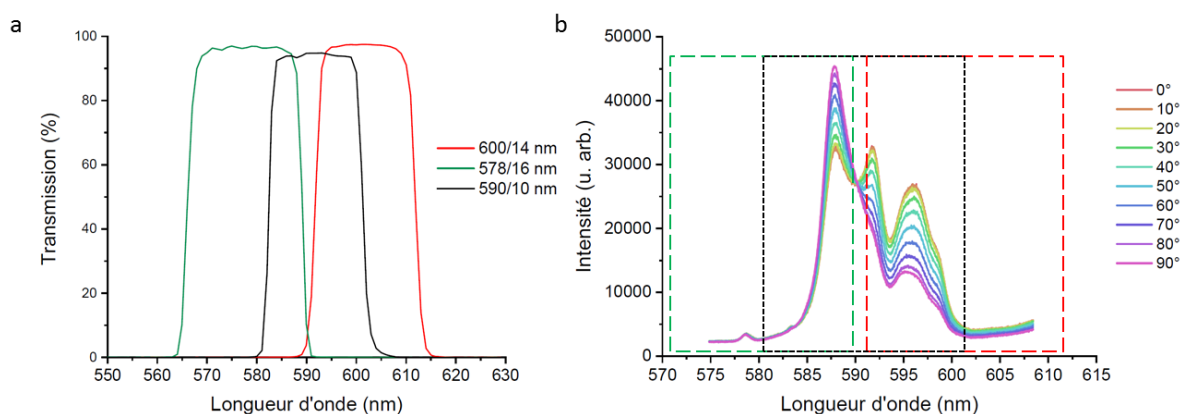 a
100
80
60
40
20
0
Transmission (%)
550 560 570 580 590 600 610 620 630
Longueur d'onde (nm)
600/14 nm
578/16 nm
590/10 nm
b
50000
40000
30000
20000
10000
0
Intensité (u. arb.)
570 575 580 585 590 595 600 605 610 615
Longueur d'onde (nm)
0°
10°
20°
30°
40°
50°
60°
70°
80°
90°